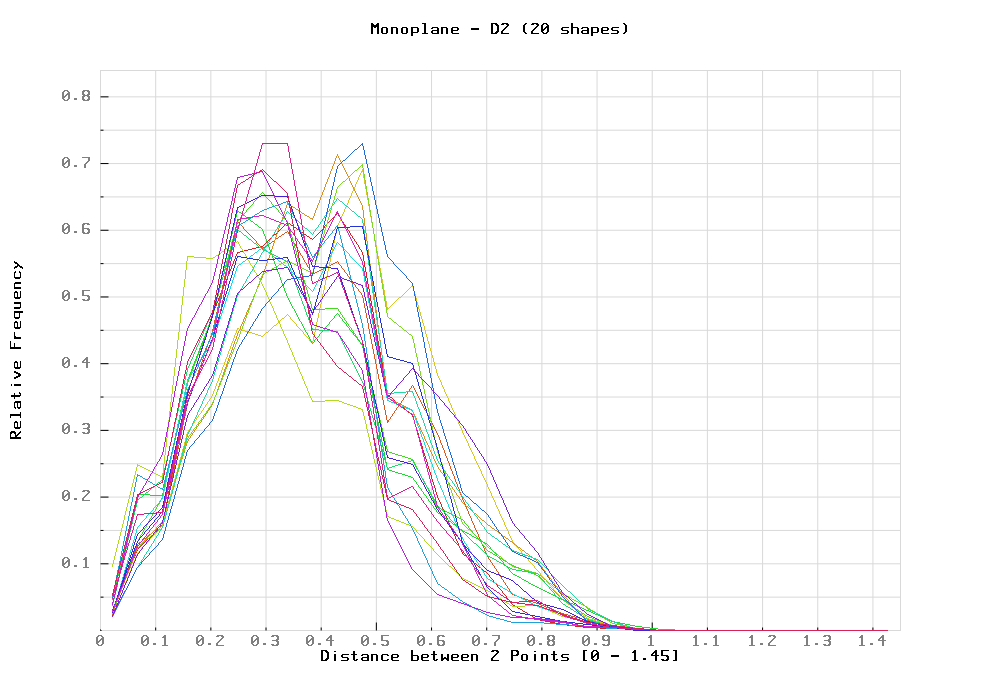 Monoplane - D2 (20 shapes)
0.8
0.7
0.6
0.5
0.4
0.3
0.2
0.1
Relative Frequency
0 0.1 0.2 0.3 0.4 0.5 0.6 0.7 0.8 0.9 1 1.1 1.2 1.3 1.4
Distance between 2 Points [0 - 1.45]